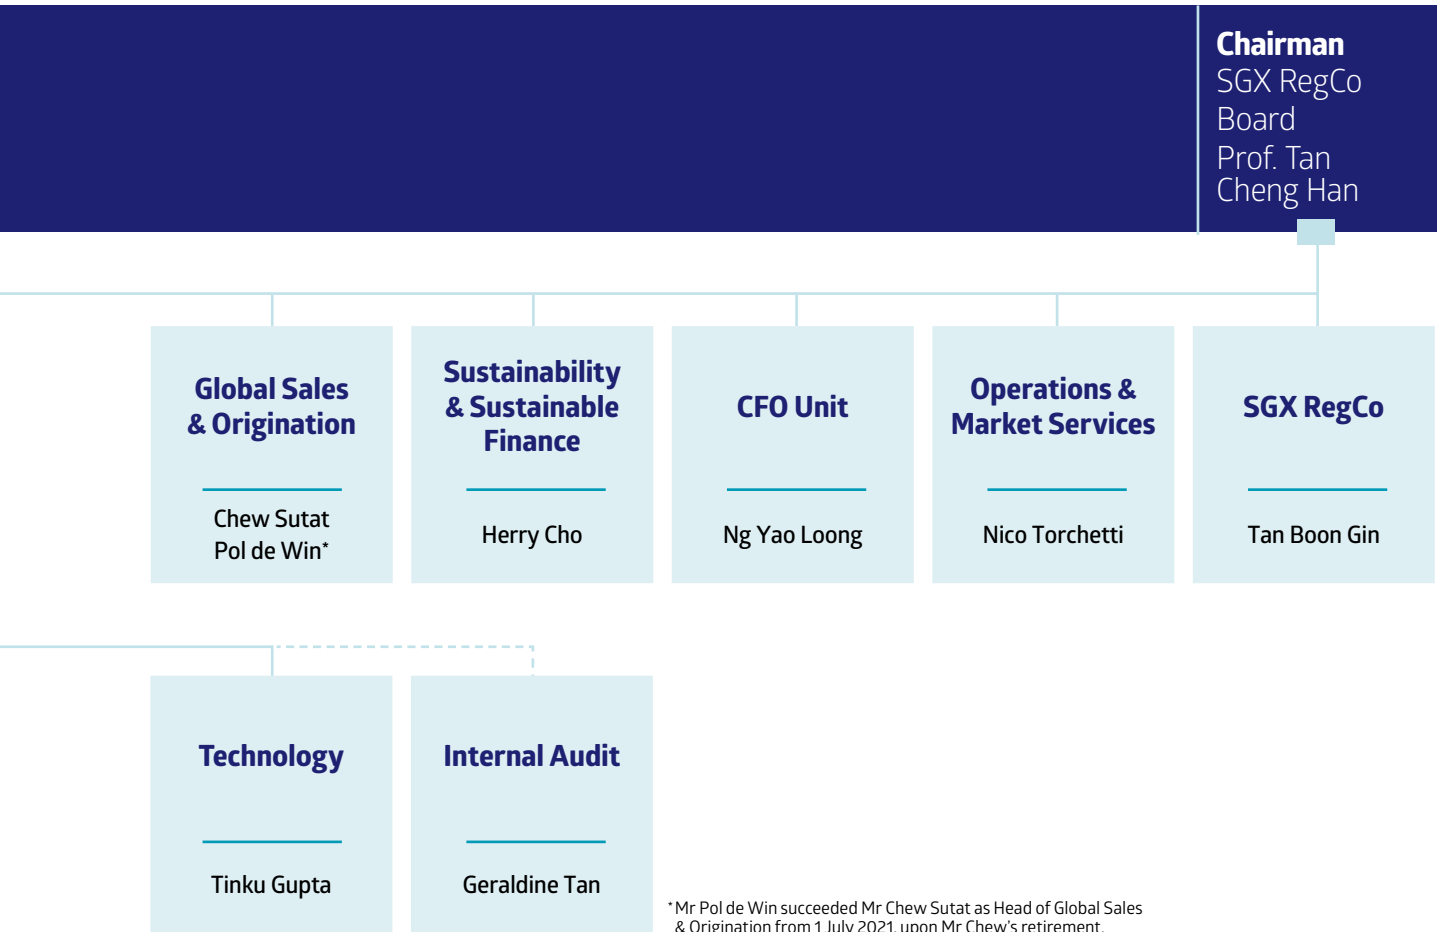 Chairman
SGX RegCo
Board
Prof. Tan
Cheng Han
Global Sales
& Origination
Chew Sutat
Pol de Win*
Sustainability
& Sustainable
Finance
Herry Cho
CFO Unit
Ng Yao Loong
Operations &
Market Services
Nico Torchetti
SGX RegCo
Tan Boon Gin
Technology
Tinku Gupta
Internal Audit
Geraldine Tan
* Mr Pol de Win succeeded Mr Chew Sutat as Head of Global Sales
& Origination from 1 July 2021, upon Mr Chew's retirement.